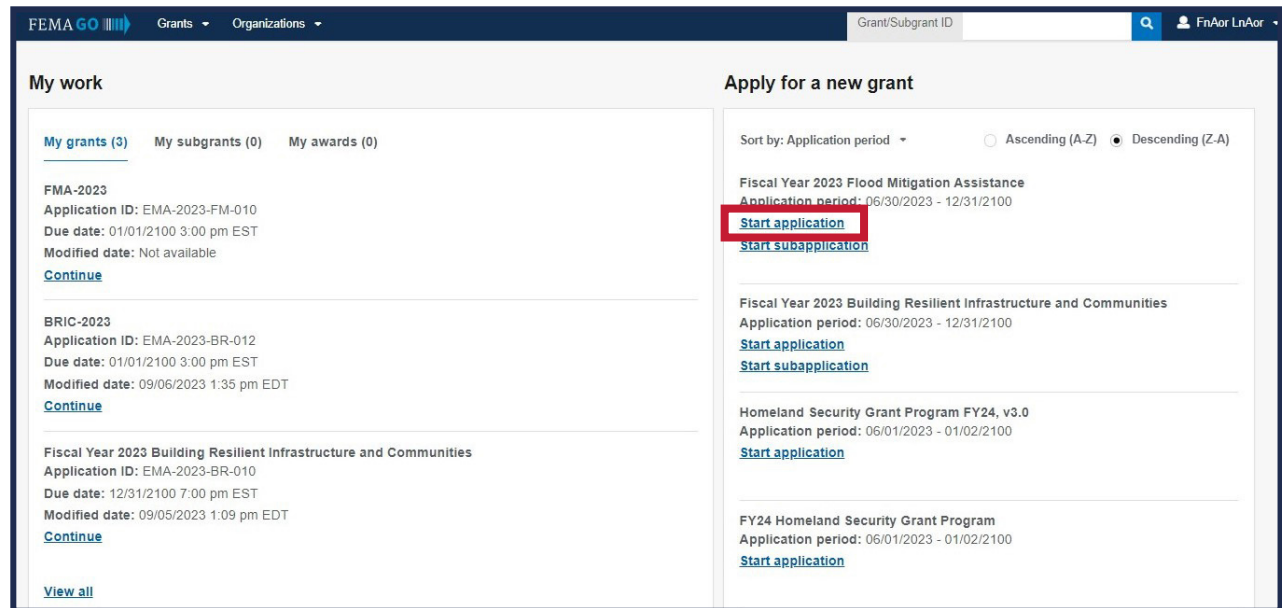 FEMA GO Grants Organizations Grant/Subgrant ID FnAor LnAor
My work
My grants (3) My subgrants (0) My awards (0)
FMA-2023
Application ID: EMA-2023-FM-010
Due date: 01/01/2100 3:00 pm EST
Modified date: Not available
Continue
BRIC-2023
Application ID: EMA-2023-BR-012
Due date: 01/01/2100 3:00 pm EST
Modified date: 09/06/2023 1:35 pm EDT
Continue
Fiscal Year 2023 Building Resilient Infrastructure and Communities
Application ID: EMA-2023-BR-010
Due date: 12/31/2100 7:00 pm EST
Modified date: 09/05/2023 1:09 pm EDT
Continue
View all
Apply for a new grant
Sort by: Application period Ascending (A-Z) Descending (Z-A)
Fiscal Year 2023 Flood Mitigation Assistance
Application period: 06/30/2023 - 12/31/2100
Start application
Start subapplication
Fiscal Year 2023 Building Resilient Infrastructure and Communities
Application period: 06/30/2023 - 12/31/2100
Start application
Start subapplication
Homeland Security Grant Program FY24, v3.0
Application period: 06/01/2023 - 01/02/2100
Start application
FY24 Homeland Security Grant Program
Application period: 06/01/2023 - 01/02/2100
Start application